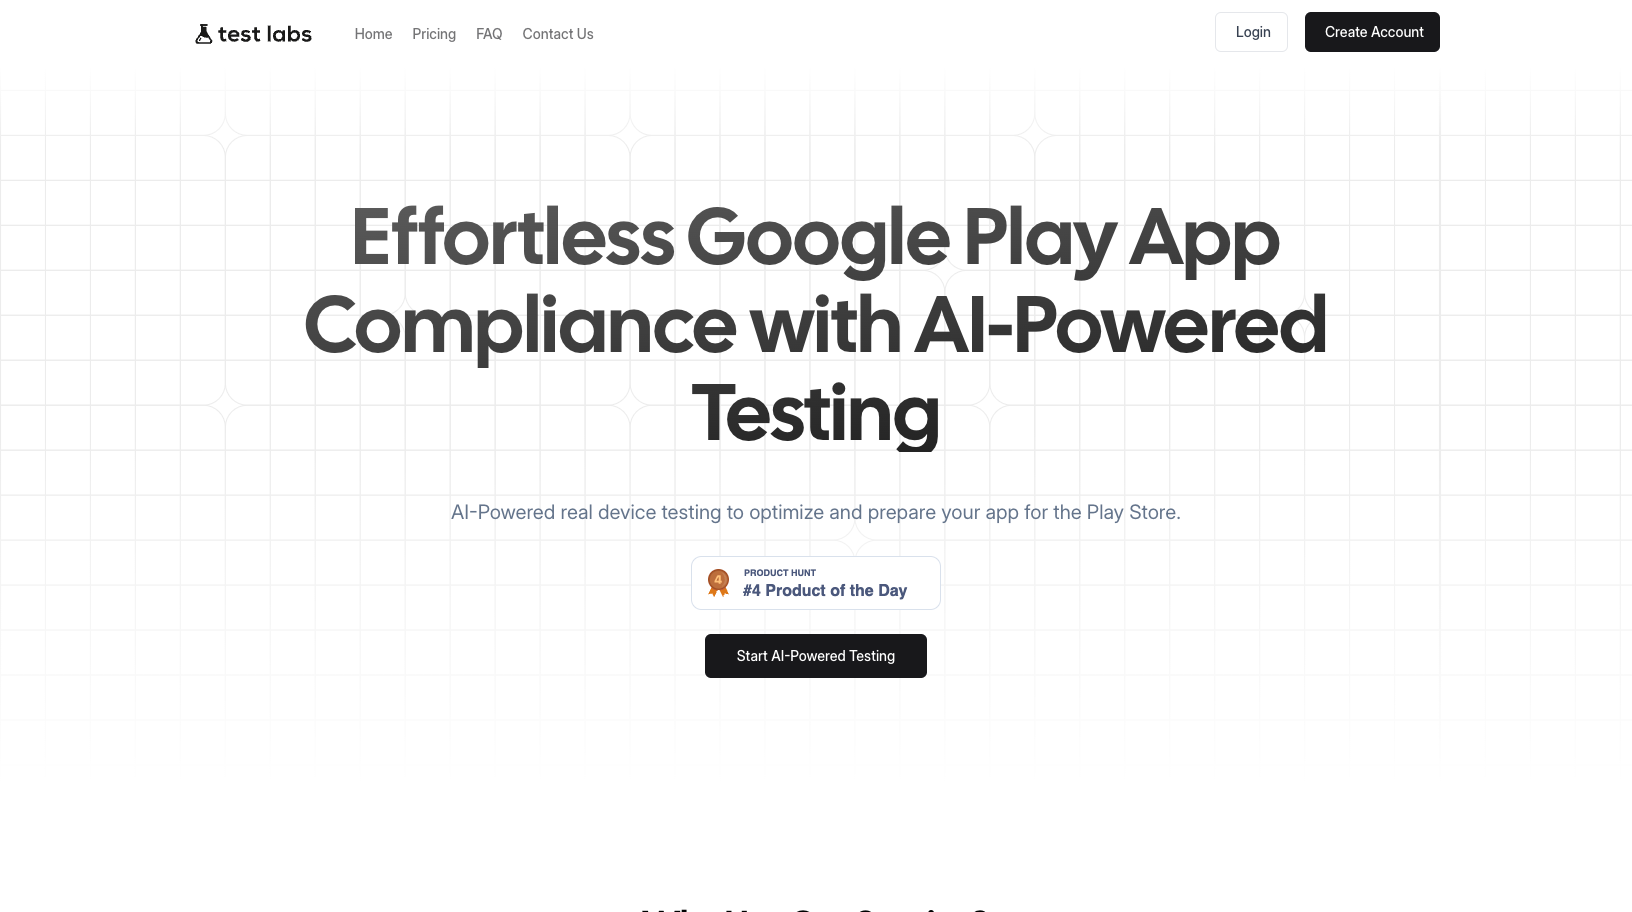 test labs
Home
Pricing
FAQ
Contact Us
Login
Create Account
Effortless Google Play App
Compliance with AI-Powered
Testing
AI-Powered real device testing to optimize and prepare your app for the Play Store.
4
PRODUCT HUNT
#4 Product of the Day
Start AI-Powered Testing